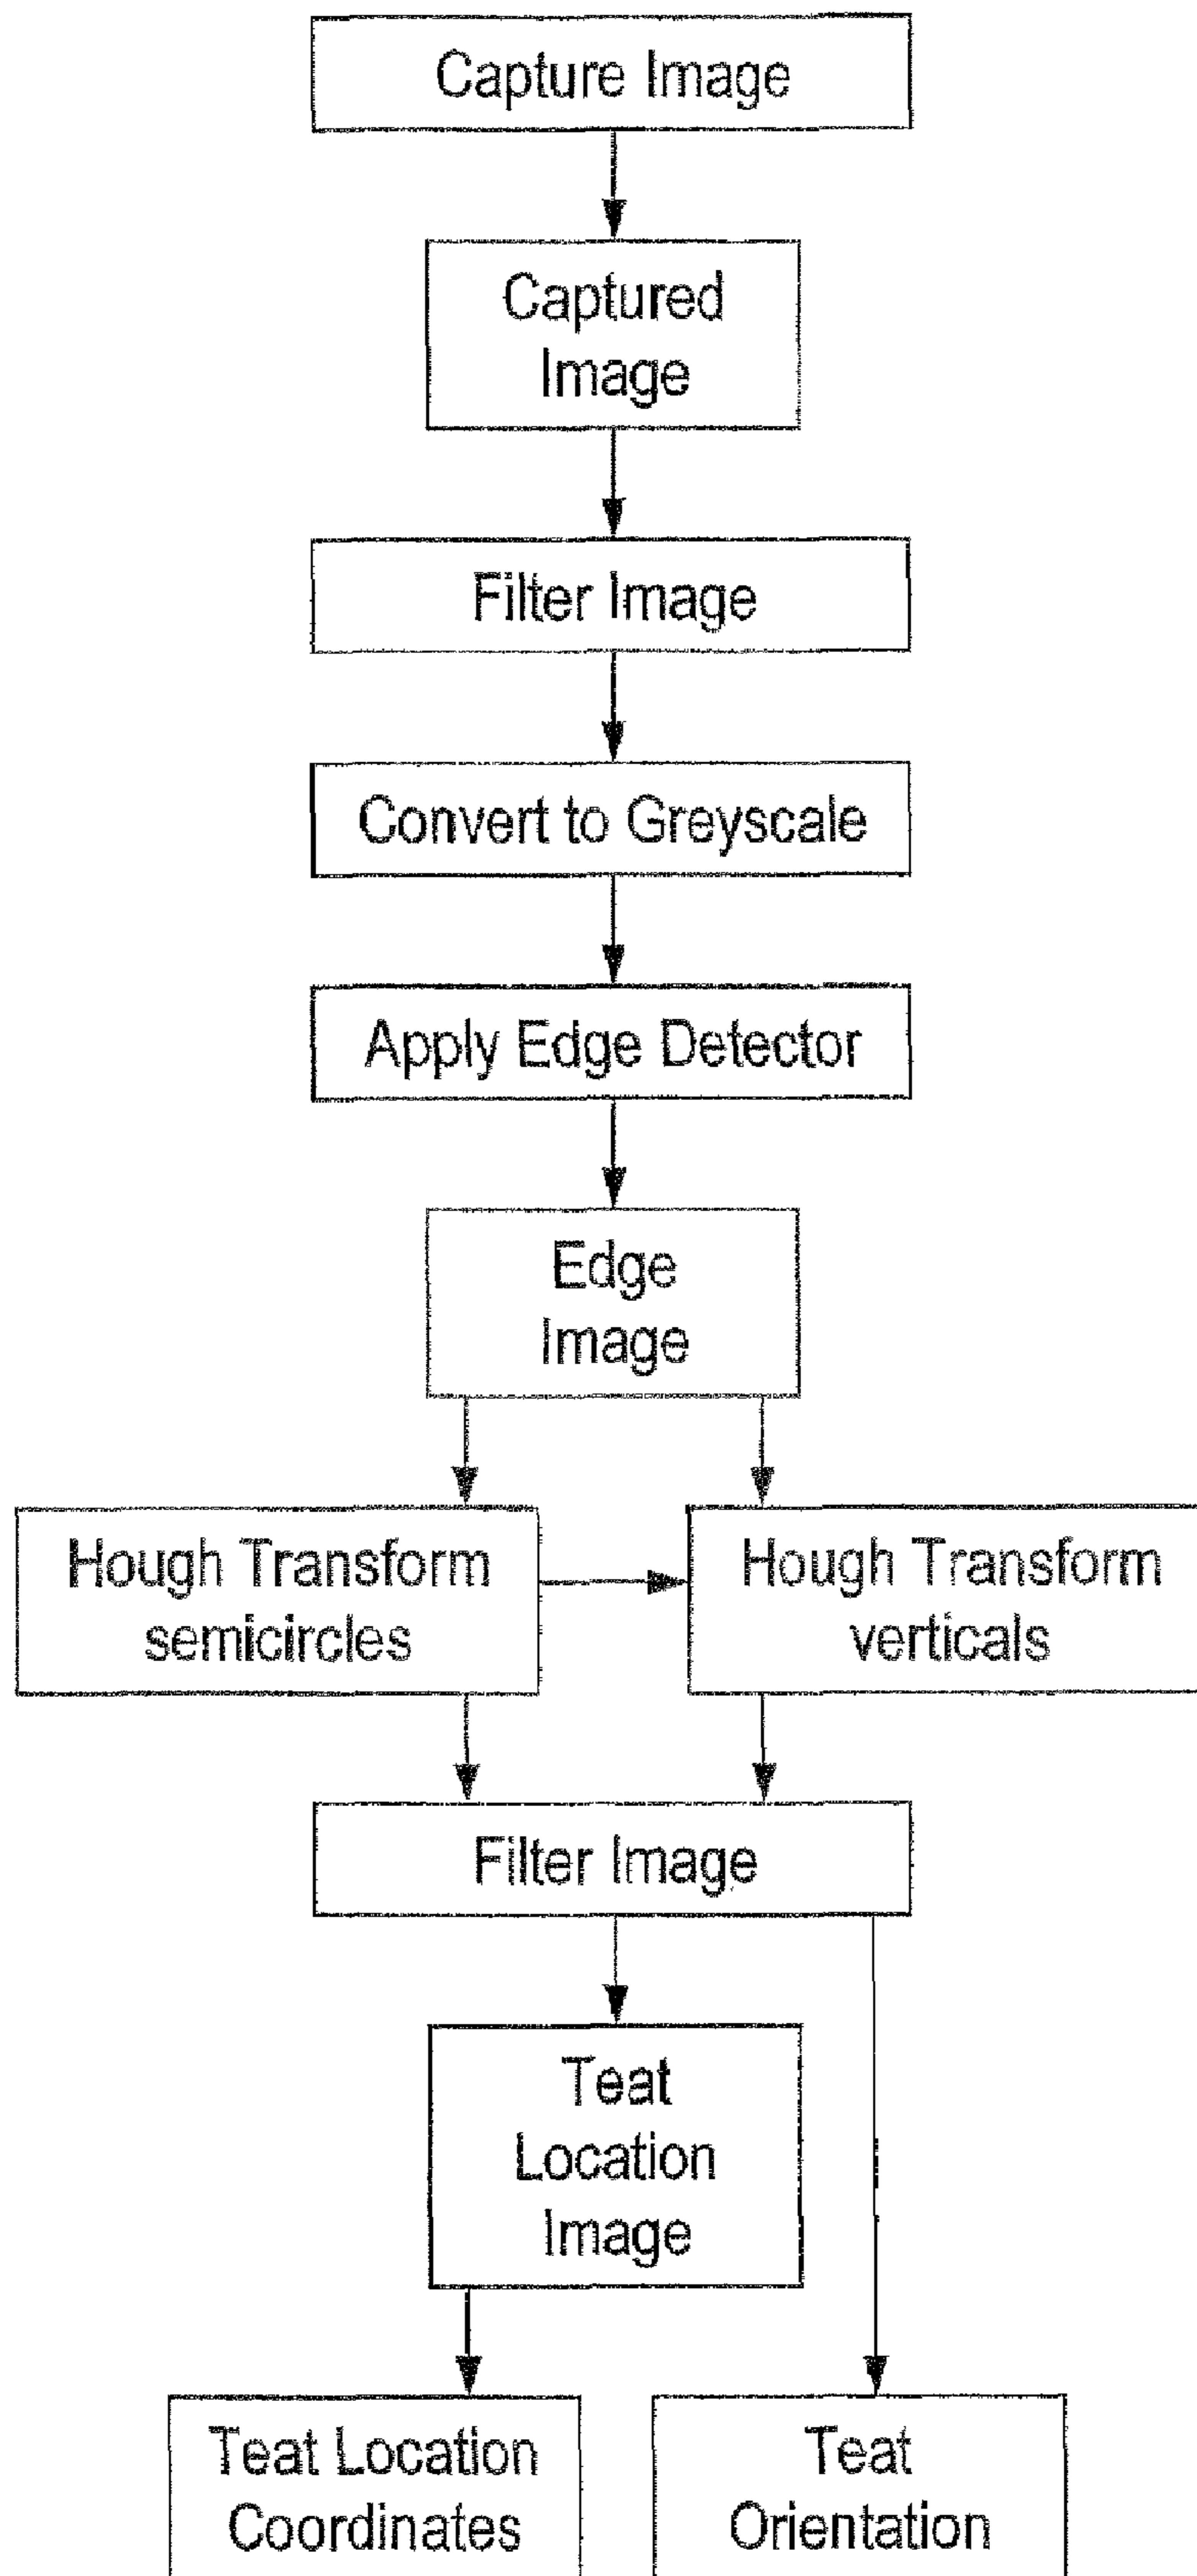 Capture Image
Captured
Image
Filter Image
Convert to Greyscale
Apply Edge Detector
Edge
Image
Hough Transform
semicircles
Hough Transform
verticals
Filter Image
Teat
Location
Image
Teat Location
Coordinates
Teat
Orientation